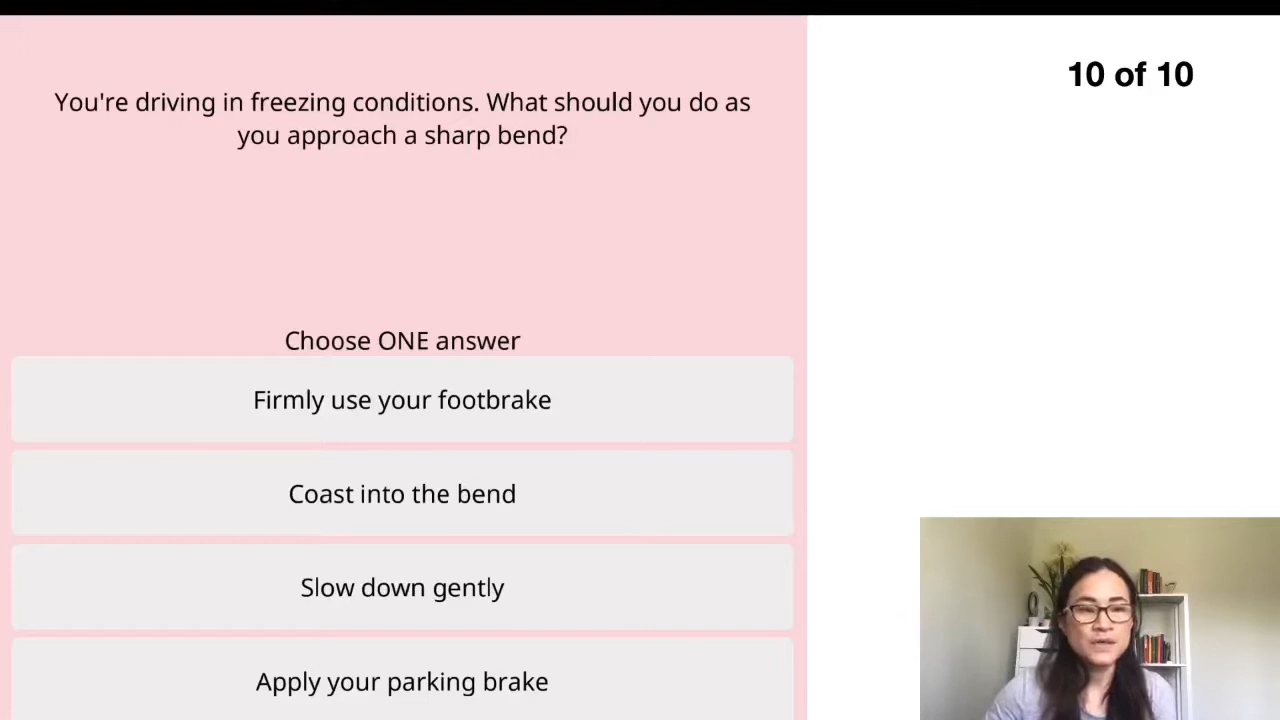 10 of 10
You're driving in freezing conditions. What should you do as
you approach a sharp bend?
Choose ONE answer
Firmly use your footbrake
Coast into the bend
Slow down gently
Apply your parking brake